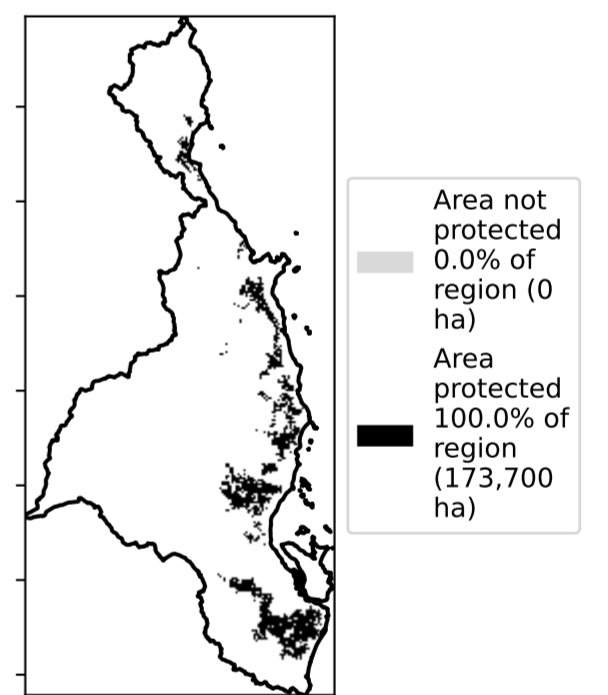 Area not
protected
0.0% of
region (0
ha)
Area
protected
100.0% of
region
(173,700
ha)